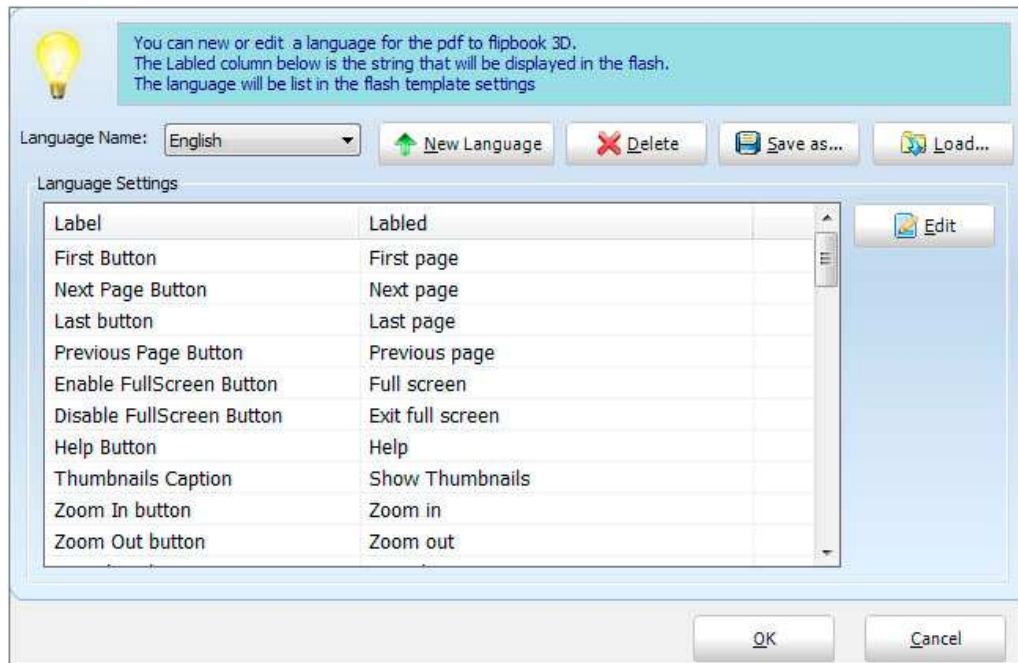 You can new or edit a language for the pdf to flipbook 3D.
The Labled column below is the string that will be displayed in the flash.
The language will be list in the flash template settings
Language Name: English New Language Delete Save as... Load...
Language Settings
Label Labled Edit
First Button First page
Next Page Button Next page
Last button Last page
Previous Page Button Previous page
Enable FullScreen Button Full screen
Disable FullScreen Button Exit full screen
Help Button Help
Thumbnails Caption Show Thumbnails
Zoom In button Zoom in
Zoom Out button Zoom out
OK Cancel